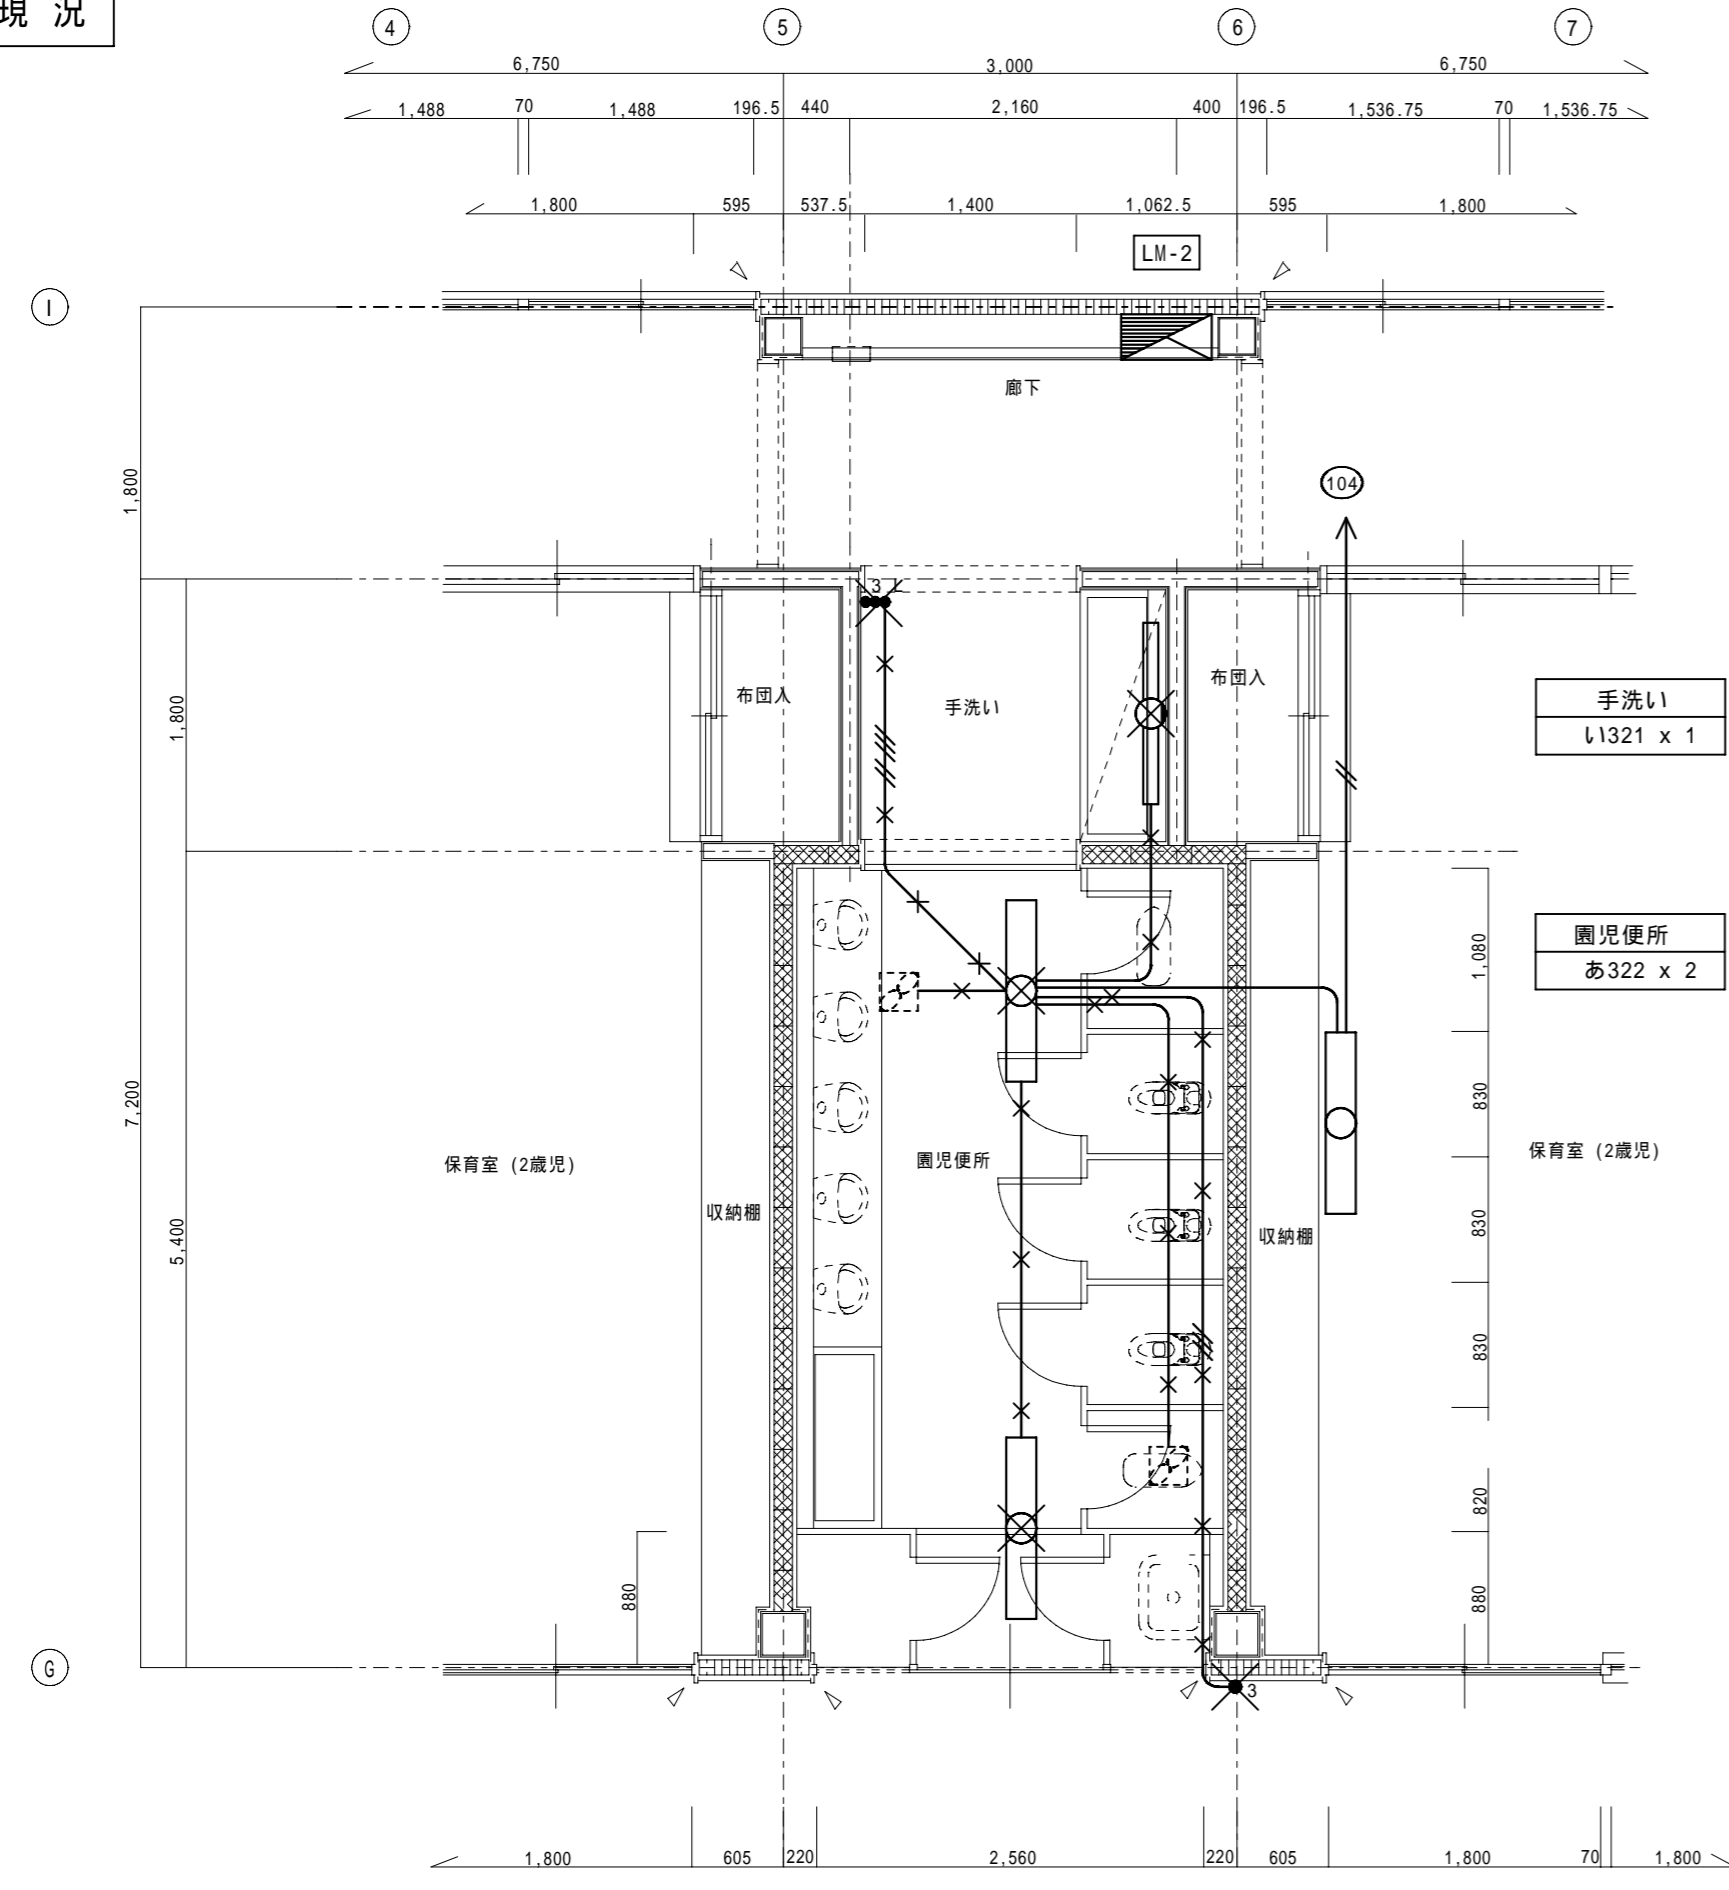 現 況
4 5 6 7
6,750 3,000 6,750
1,488 70 1,488 196.5 440 2,160 400 196.5 1,536.75 70 1,536.75
1,800 595 537.5 1,400 1,062.5 595 1,800
LM-2
I
廊下
1,800
104
3 L
布団入
手洗い
布団入
手洗い
い321 x 1
1,800
園児便所
あ322 x 2
1,080
7,200
830
保育室 (2歳児)
園児便所
保育室 (2歳児)
収納棚
収納棚
5,400
830
830
820
880
880
G
3
1,800 605 220 2,560 220 605 1,800 70 1,800